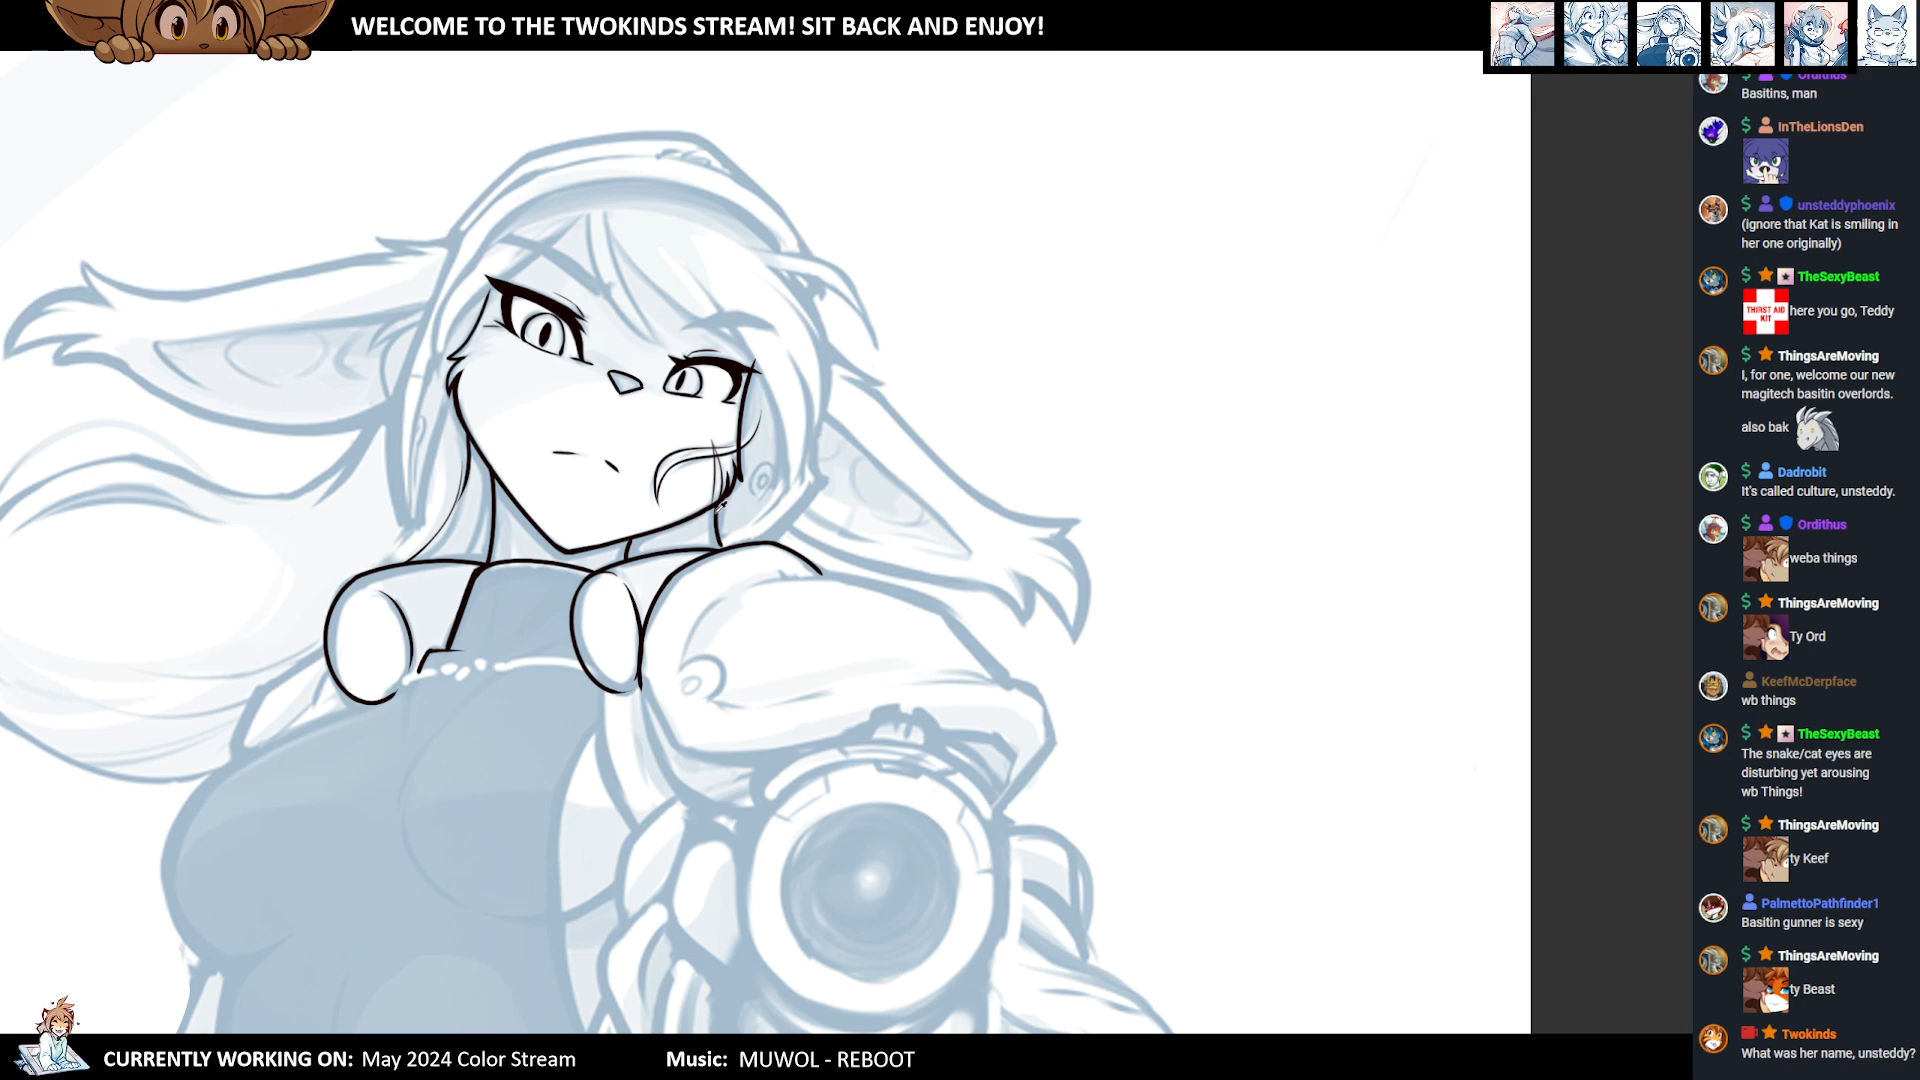 WELCOME TO THE TWOKINDS STREAM! SIT BACK AND ENJOY!
Ordithus
Basitins, man
InTheLionsDen
unsteddyphoenix
(ignore that Kat is smiling in
her one originally)
TheSexyBeast
THIRST AID
KIT
here you go, Teddy
ThingsAreMoving
I, for one, welcome our new
magitech basitin overlords.
also bak
Dadrobit
It's called culture, unsteddy.
Ordithus
weba things
ThingsAreMoving
Ty Ord
KeefMcDerpface
wb things
TheSexyBeast
The snake/cat eyes are
disturbing yet arousing
wb Things!
ThingsAreMoving
ty Keef
PalmettoPathfinder1
Basitin gunner is sexy
ThingsAreMoving
ty Beast
Twokinds
What was her name, unsteddy?
CURRENTLY WORKING ON: May 2024 Color Stream
Music: MUWOL - REBOOT